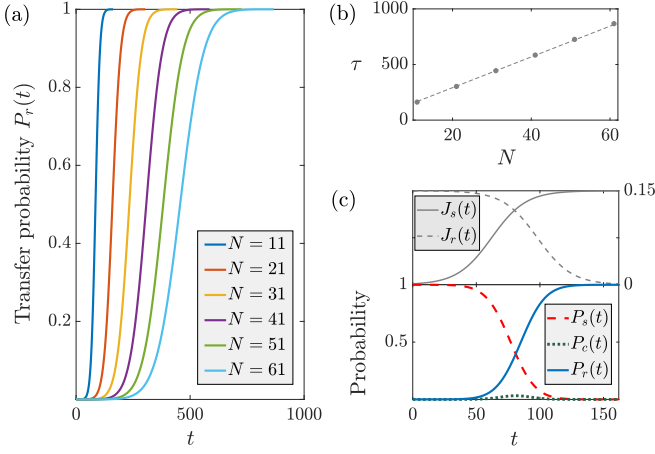 (a)
Transfer probability P_r(t)
1
0.8
0.6
0.4
0.2
0
500
1000
t
N = 11
N = 21
N = 31
N = 41
N = 51
N = 61
(b)
τ
1000
500
0
20
40
60
N
(c)
J_s(t)
J_r(t)
0.15
0
Probability
1
0.5
P_s(t)
P_c(t)
P_r(t)
0
50
100
150
t